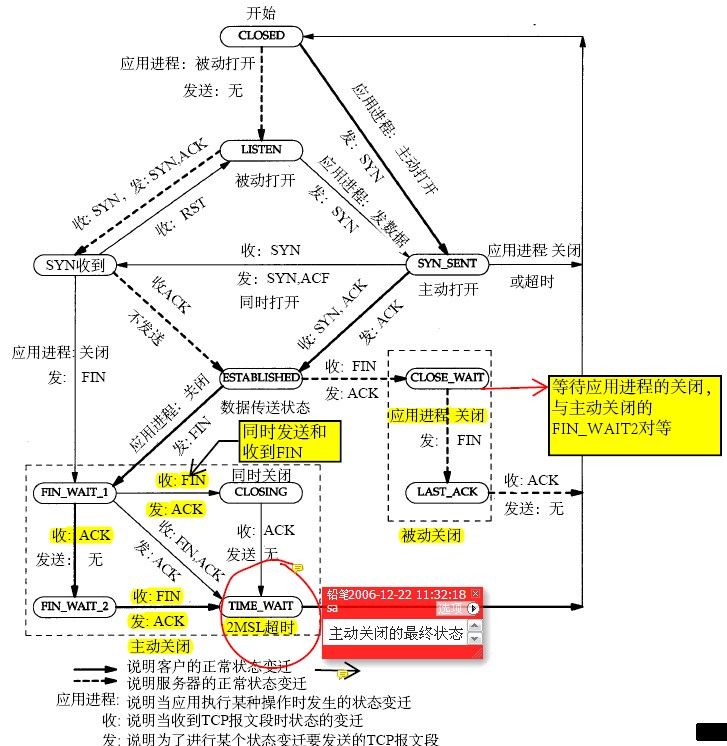 开始
CLOSED
应用进程：被动打开
发送：无
应用进程：主动打开
发：SYN
LISTEN
被动打开
收: SYN，发: SYN,ACK
收：RST
应用进程：发数据
发：SYN
SYN收到
收：SYN
发：SYN,ACF
同时打开
SYN_SENT
主动打开
应用进程 关闭
或超时
收ACK
不发送
收: SYN, ACK
发: ACK
应用进程: 关闭
发: FIN
ESTABLISHED
数据传送状态
收: FIN
发: ACK
CLOSE_WAIT
等待应用进程的关闭，
与主动关闭的
FIN_WAIT2对等
应用进程 关闭
发: FIN
应用进程：关闭
发: FIN
同时发送和
收到FIN
FIN_WAIT_1
收: FIN
发: ACK
同时关闭
CLOSING
LAST_ACK
收: ACK
发送：无
被动关闭
收: ACK
发送: 无
收: FIN,ACK
发: ACK
收: ACK
发送 无
FIN_WAIT_2
收: FIN
发: ACK
TIME_WAIT
2MSL超时
主动关闭
铅笔2006-12-22 11:32:18
sa
选项
主动关闭的最终状态
说明客户的正常状态变迁
说明服务器的正常状态变迁
应用进程: 说明当应用执行某种操作时发生的状态变迁
收: 说明当收到TCP报文段时状态的变迁
发: 说明为了进行某个状态变迁要发送的TCP报文段